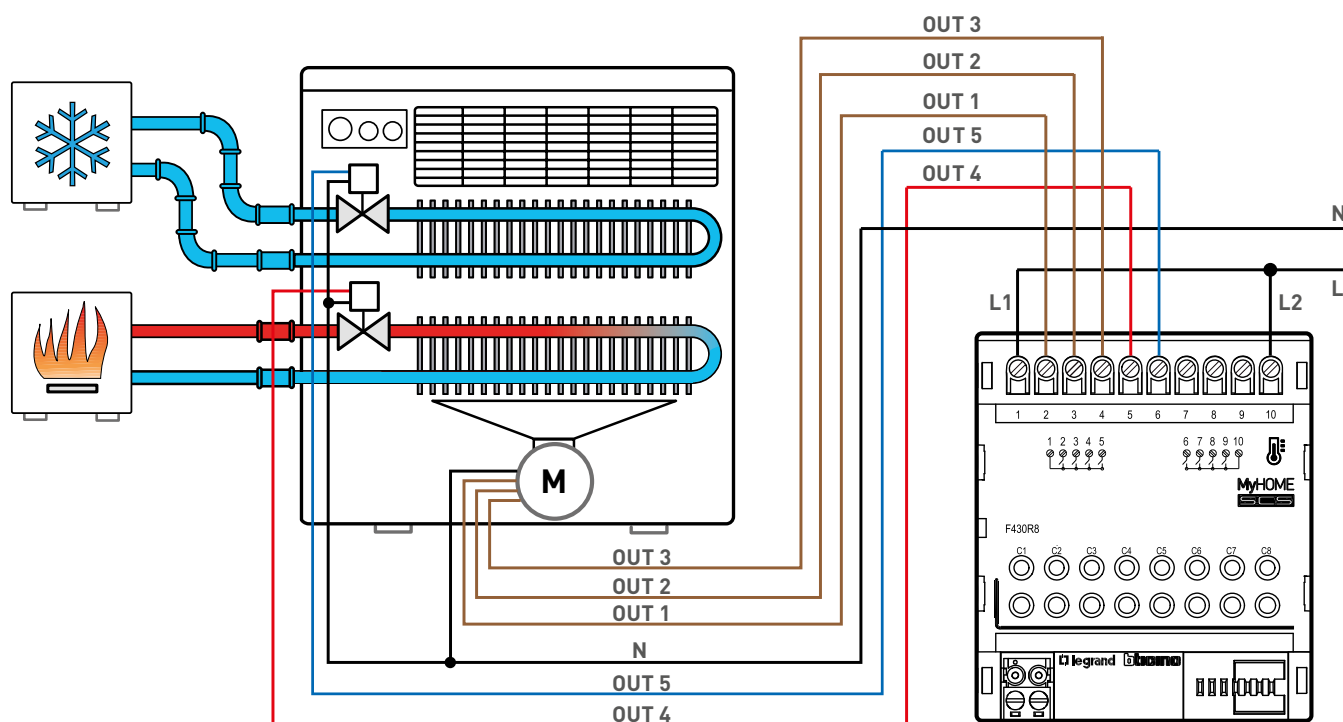 OUT 3
OUT 2
OUT 1
OUT 5
OUT 4
N
L1
L2
L
1 2 3 4 5 6 7 8 9 10
1 2 3 4 5
6 7 8 9 10
MyHOME
SCS
F430R8
C1 C2 C3 C4 C5 C6 C7 C8
legrand
bticino
M
OUT 3
OUT 2
OUT 1
N
OUT 5
OUT 4